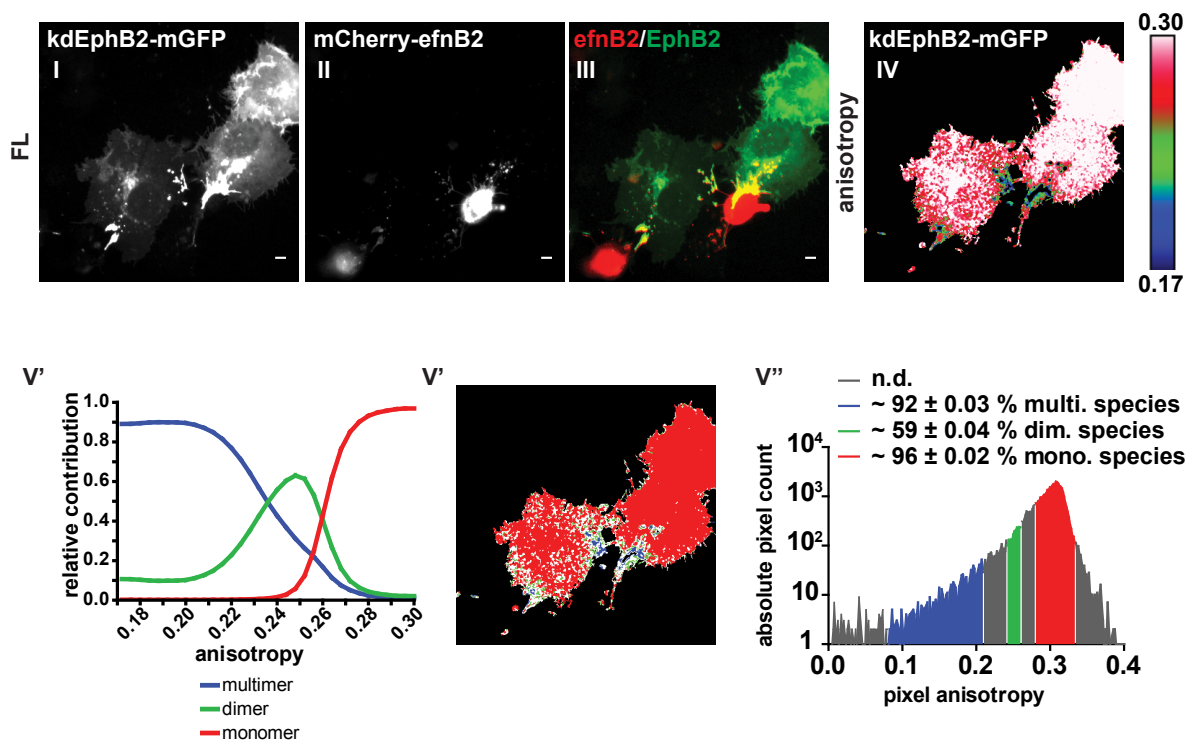 kdEphB2-mGFP
I
mCherry-efnB2
II
efnB2/EphB2
III
kdEphB2-mGFP
IV
FL
anisotropy
0.30
0.17
V'
relative contribution
1.0
0.8
0.6
0.4
0.2
0.0
0.18
0.20
0.22
0.24
0.26
0.28
0.30
anisotropy
multimer
dimer
monomer
V'
V"
n.d.
~ 92 ± 0.03 % multi. species
~ 59 ± 0.04 % dim. species
~ 96 ± 0.02 % mono. species
absolute pixel count
10⁴
10³
10²
10
1
0.0
0.1
0.2
0.3
0.4
pixel anisotropy